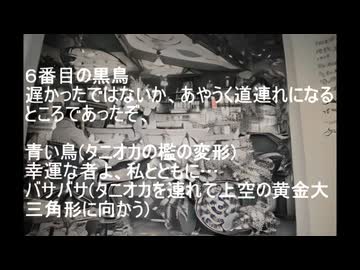 ６番目の黒鳥
遅かったではないか、あやうく道連れになる
ところであったぞ、
青い鳥(タニオカの檻の変形)
幸運な者よ、私とともに…
バサバサ(タニオカを連れて上空の黄金大
三角形に向かう)